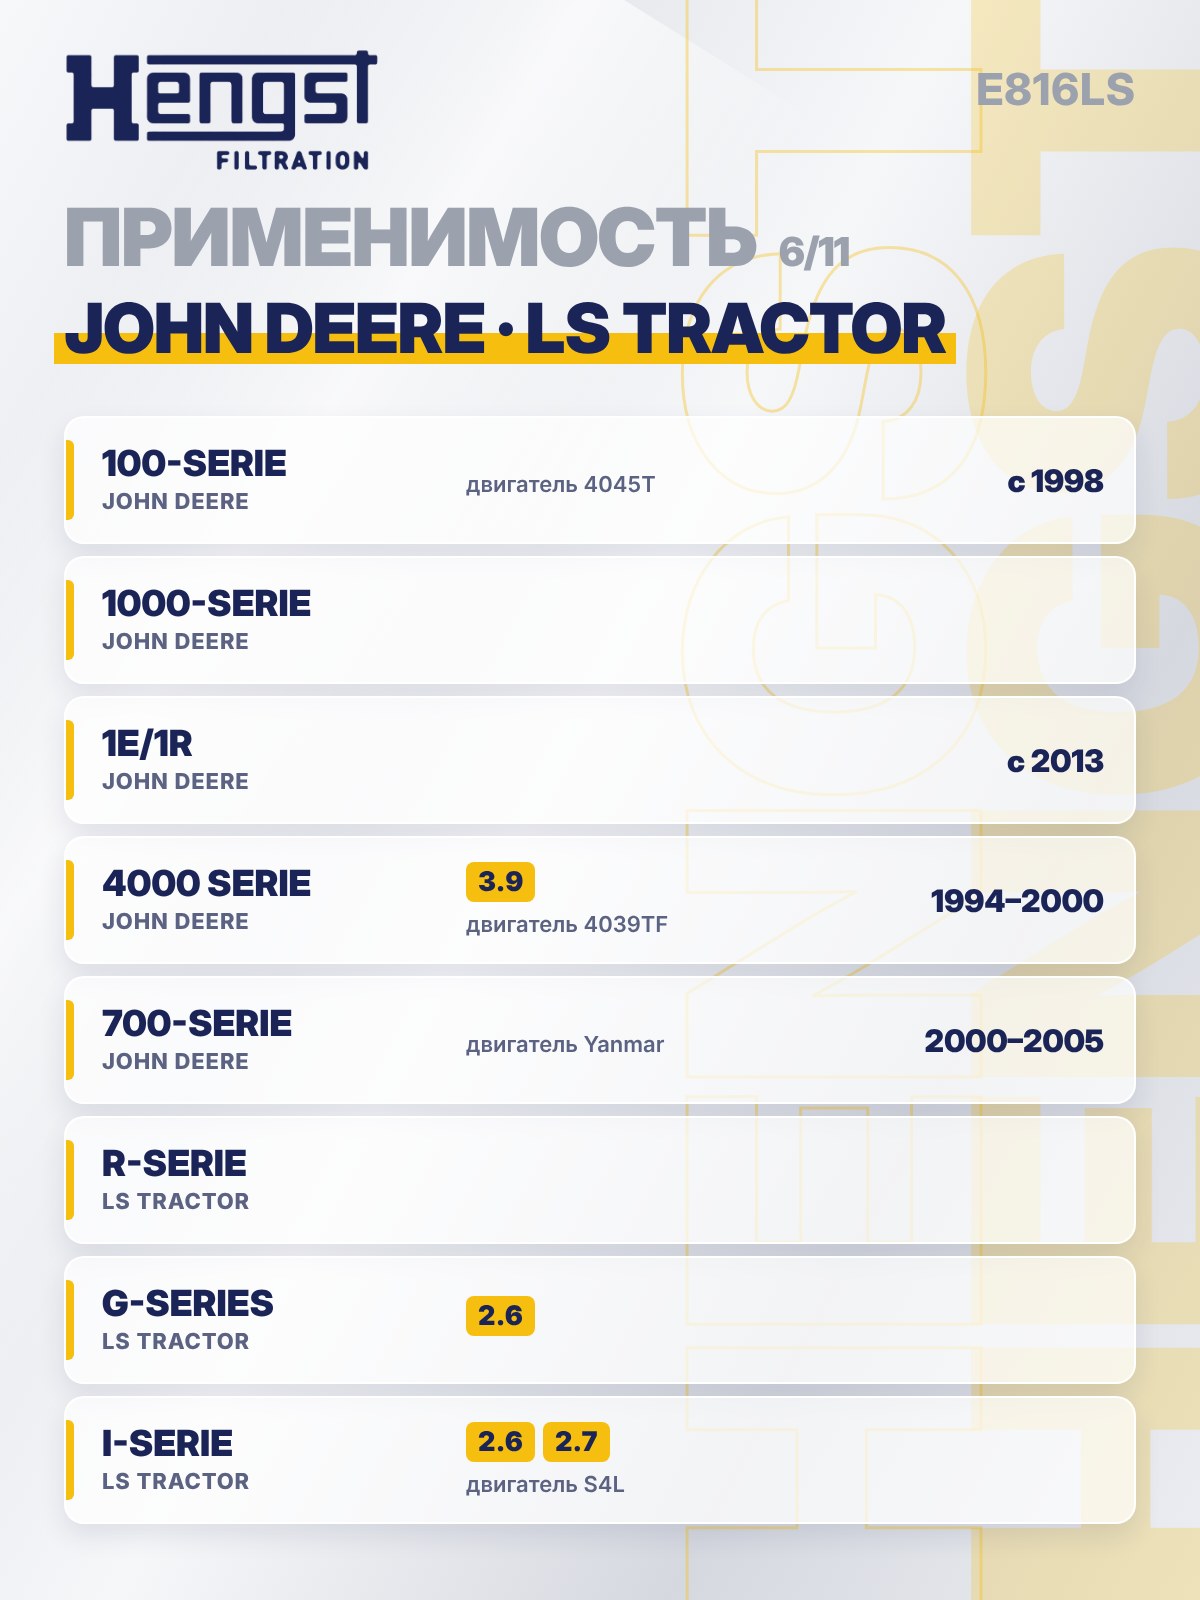 Hengst
FILTRATION
E816LS
ПРИМЕНИМОСТЬ 6/11
JOHN DEERE · LS TRACTOR
100-SERIE
JOHN DEERE
двигатель 4045T
с 1998
1000-SERIE
JOHN DEERE
1E/1R
JOHN DEERE
с 2013
4000 SERIE
JOHN DEERE
3.9
двигатель 4039TF
1994–2000
700-SERIE
JOHN DEERE
двигатель Yanmar
2000–2005
R-SERIE
LS TRACTOR
G-SERIES
LS TRACTOR
2.6
I-SERIE
LS TRACTOR
2.6 2.7
двигатель S4L
HENGST
HENGST